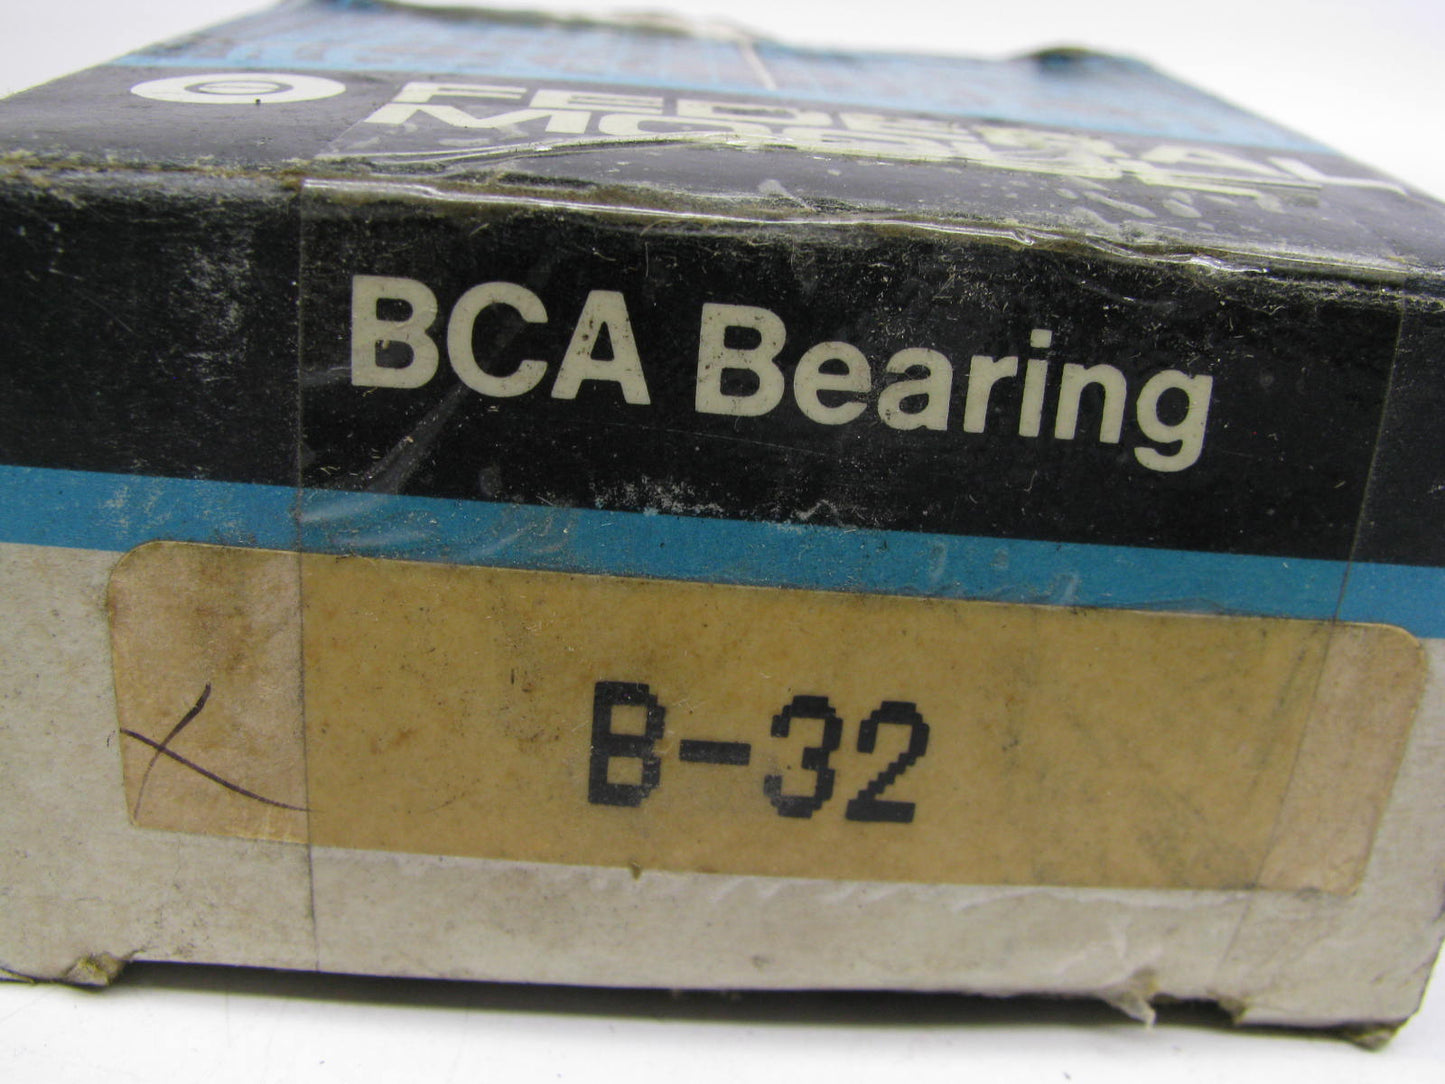 FEDERAL
MOGUL
BCA Bearing
B-32